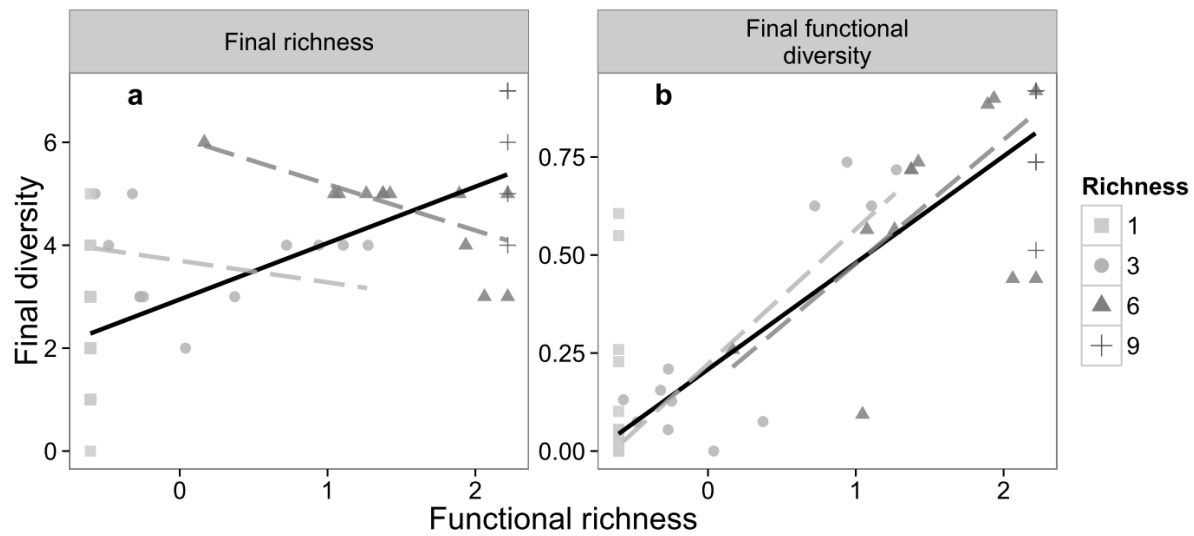 Final richness
Final functional
diversity
a
b
Final diversity
6
4
2
0
0.75
0.50
0.25
0.00
0
1
2
0
1
2
Functional richness
Richness
1
3
6
9